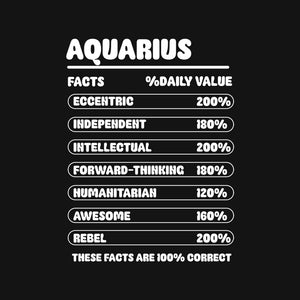 AQUARIUS
FACTS %DAILY VALUE
ECCENTRIC 200%
INDEPENDENT 180%
INTELLECTUAL 200%
FORWARD-THINKING 180%
HUMANITARIAN 120%
AWESOME 160%
REBEL 200%
THESE FACTS ARE 100% CORRECT